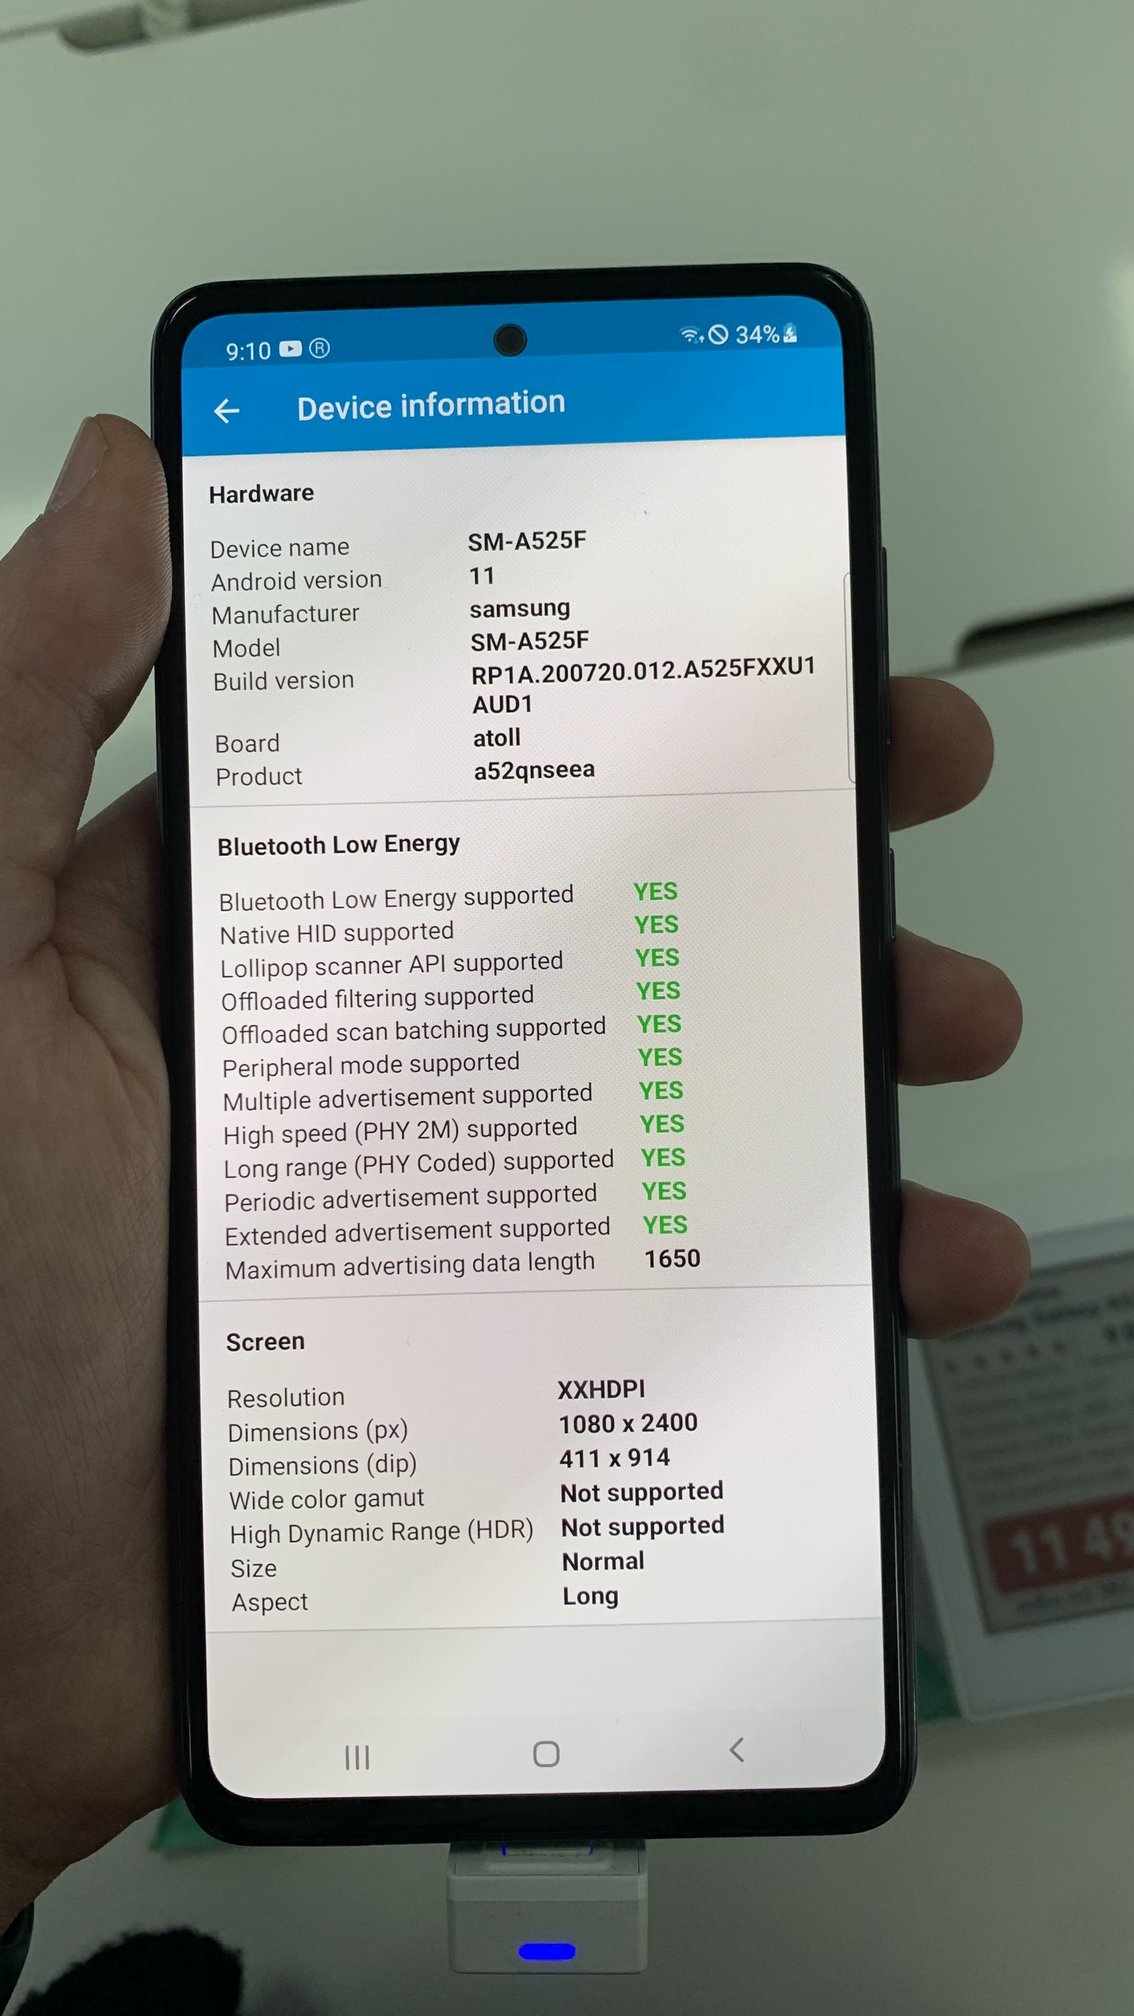 9:10 R 34%
Device information
Hardware
Device name SM-A525F
Android version 11
Manufacturer samsung
Model SM-A525F
Build version RP1A.200720.012.A525FXXU1
AUD1
Board atoll
Product a52qnseea
Bluetooth Low Energy
Bluetooth Low Energy supported YES
Native HID supported YES
Lollipop scanner API supported YES
Offloaded filtering supported YES
Offloaded scan batching supported YES
Peripheral mode supported YES
Multiple advertisement supported YES
High speed (PHY 2M) supported YES
Long range (PHY Coded) supported YES
Periodic advertisement supported YES
Extended advertisement supported YES
Maximum advertising data length 1650
Screen
Resolution XXHDPI
Dimensions (px) 1080 x 2400
Dimensions (dip) 411 x 914
Wide color gamut Not supported
High Dynamic Range (HDR) Not supported
Size Normal
Aspect Long
Galaxy
11 49